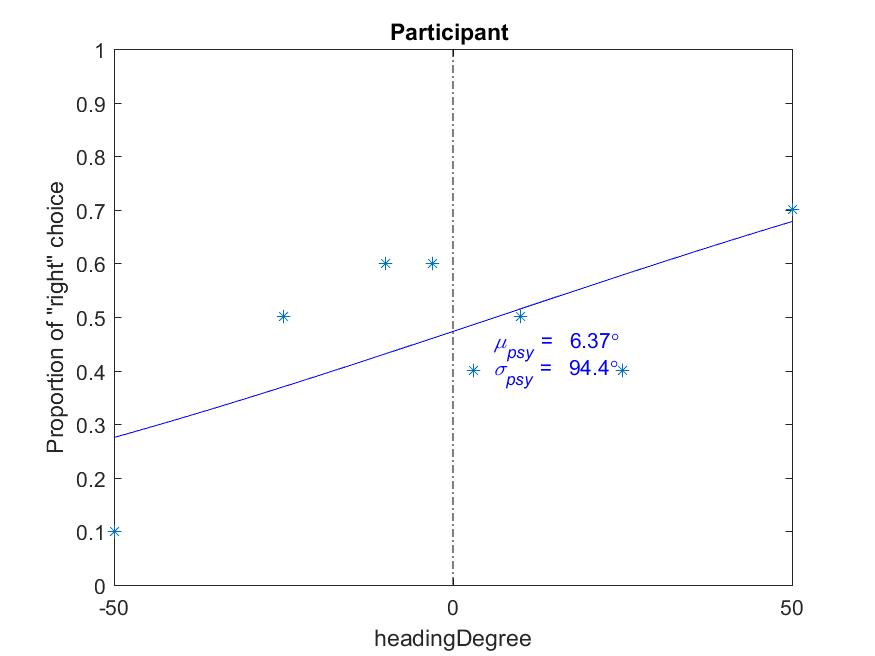 Participant
1
0.9
0.8
0.7
0.6
0.5
0.4
0.3
0.2
0.1
0
Proportion of "right" choice
μpsy = 6.37°
σpsy = 94.4°
-50 0 50
headingDegree